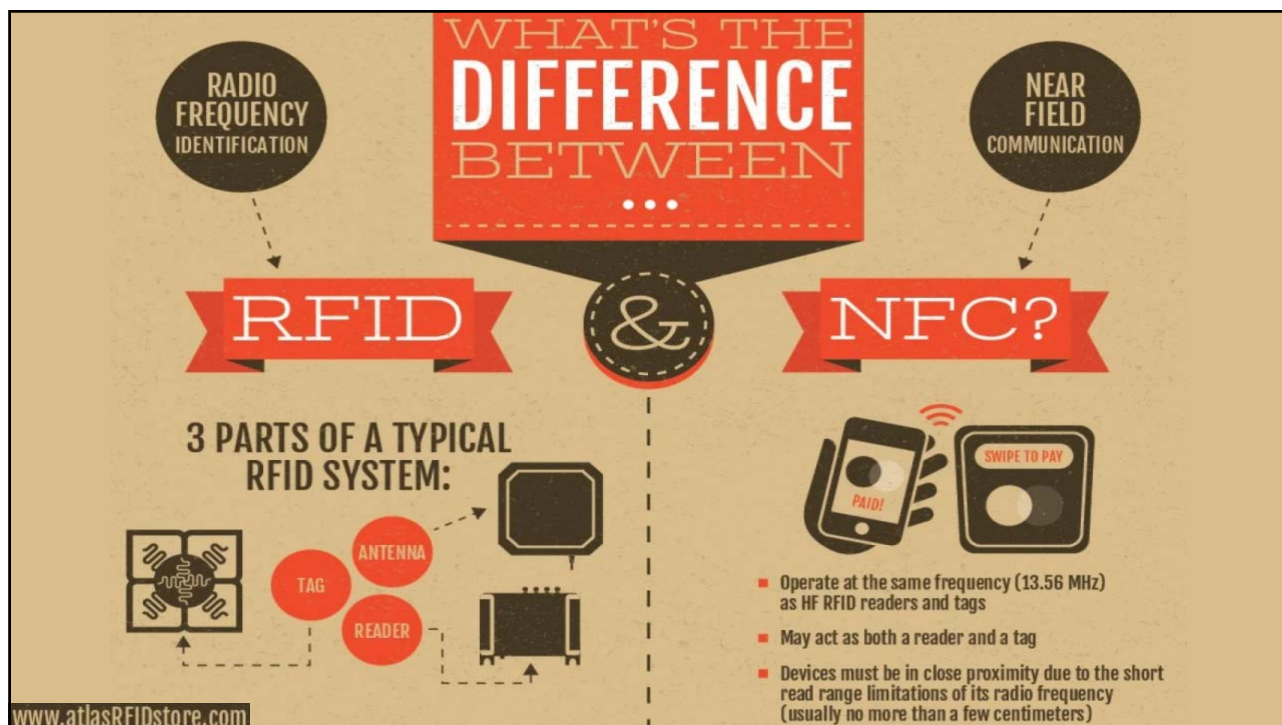 WHAT'S THE
DIFFERENCE
BETWEEN
...
RADIO
FREQUENCY
IDENTIFICATION
NEAR
FIELD
COMMUNICATION
RFID
&
NFC?
3 PARTS OF A TYPICAL
RFID SYSTEM:
ANTENNA
TAG
READER
SWIPE TO PAY
PAID!
Operate at the same frequency (13.56 MHz)
as HF RFID readers and tags
May act as both a reader and a tag
Devices must be in close proximity due to the short
read range limitations of its radio frequency
(usually no more than a few centimeters)
www.atlasRFIDstore.com